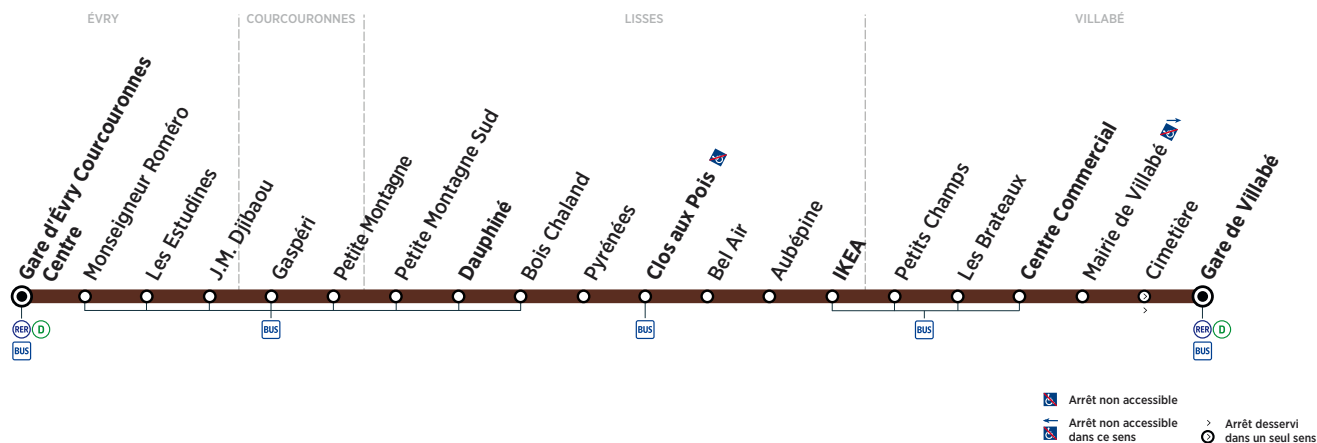 ÉVRY
COURCOURONNES
LISSES
VILLABÉ
Gare d'Évry Courcouronnes
Centre
Monseigneur Roméro
Les Estudines
J.M. Djibaou
Gaspéri
Petite Montagne
Petite Montagne Sud
Dauphiné
Bois Chaland
Pyrénées
Clos aux Pois
Bel Air
Aubépine
IKEA
Petits Champs
Les Brateaux
Centre Commercial
Mairie de Villabé
Cimetière
Gare de Villabé
RER D
BUS
BUS
BUS
BUS
RER D
BUS
Arrêt non accessible
Arrêt non accessible
dans ce sens
Arrêt desservi
dans un seul sens